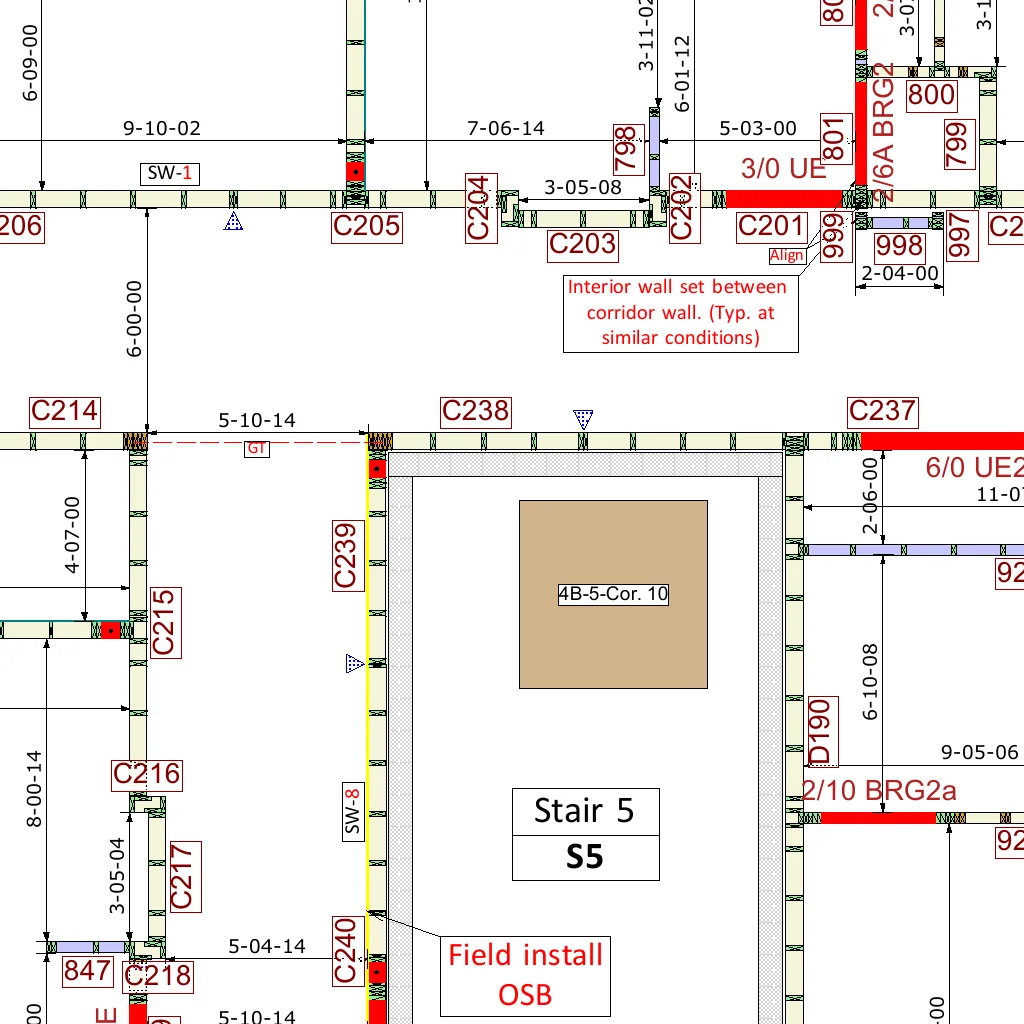 6-09-00
9-10-02
SW-1
206
C205
7-06-14
3-11-02
6-01-12
798
5-03-00
3/0 UE
801
2/6A BRG2
800
799
C204
3-05-08
C203
C202
C201
Align
999
998
997
2-04-00
Interior wall set between
corridor wall. (Typ. at
similar conditions)
6-00-00
C214
5-10-14
GT
C238
C237
6/0 UE2
2-06-00
4-07-00
C239
C215
4B-5-Cor. 10
6-10-08
D190
9-05-06
2/10 BRG2a
8-00-14
C216
SW-8
Stair 5
S5
3-05-04
C217
C240
5-04-14
Field install
OSB
847
C218
5-10-14